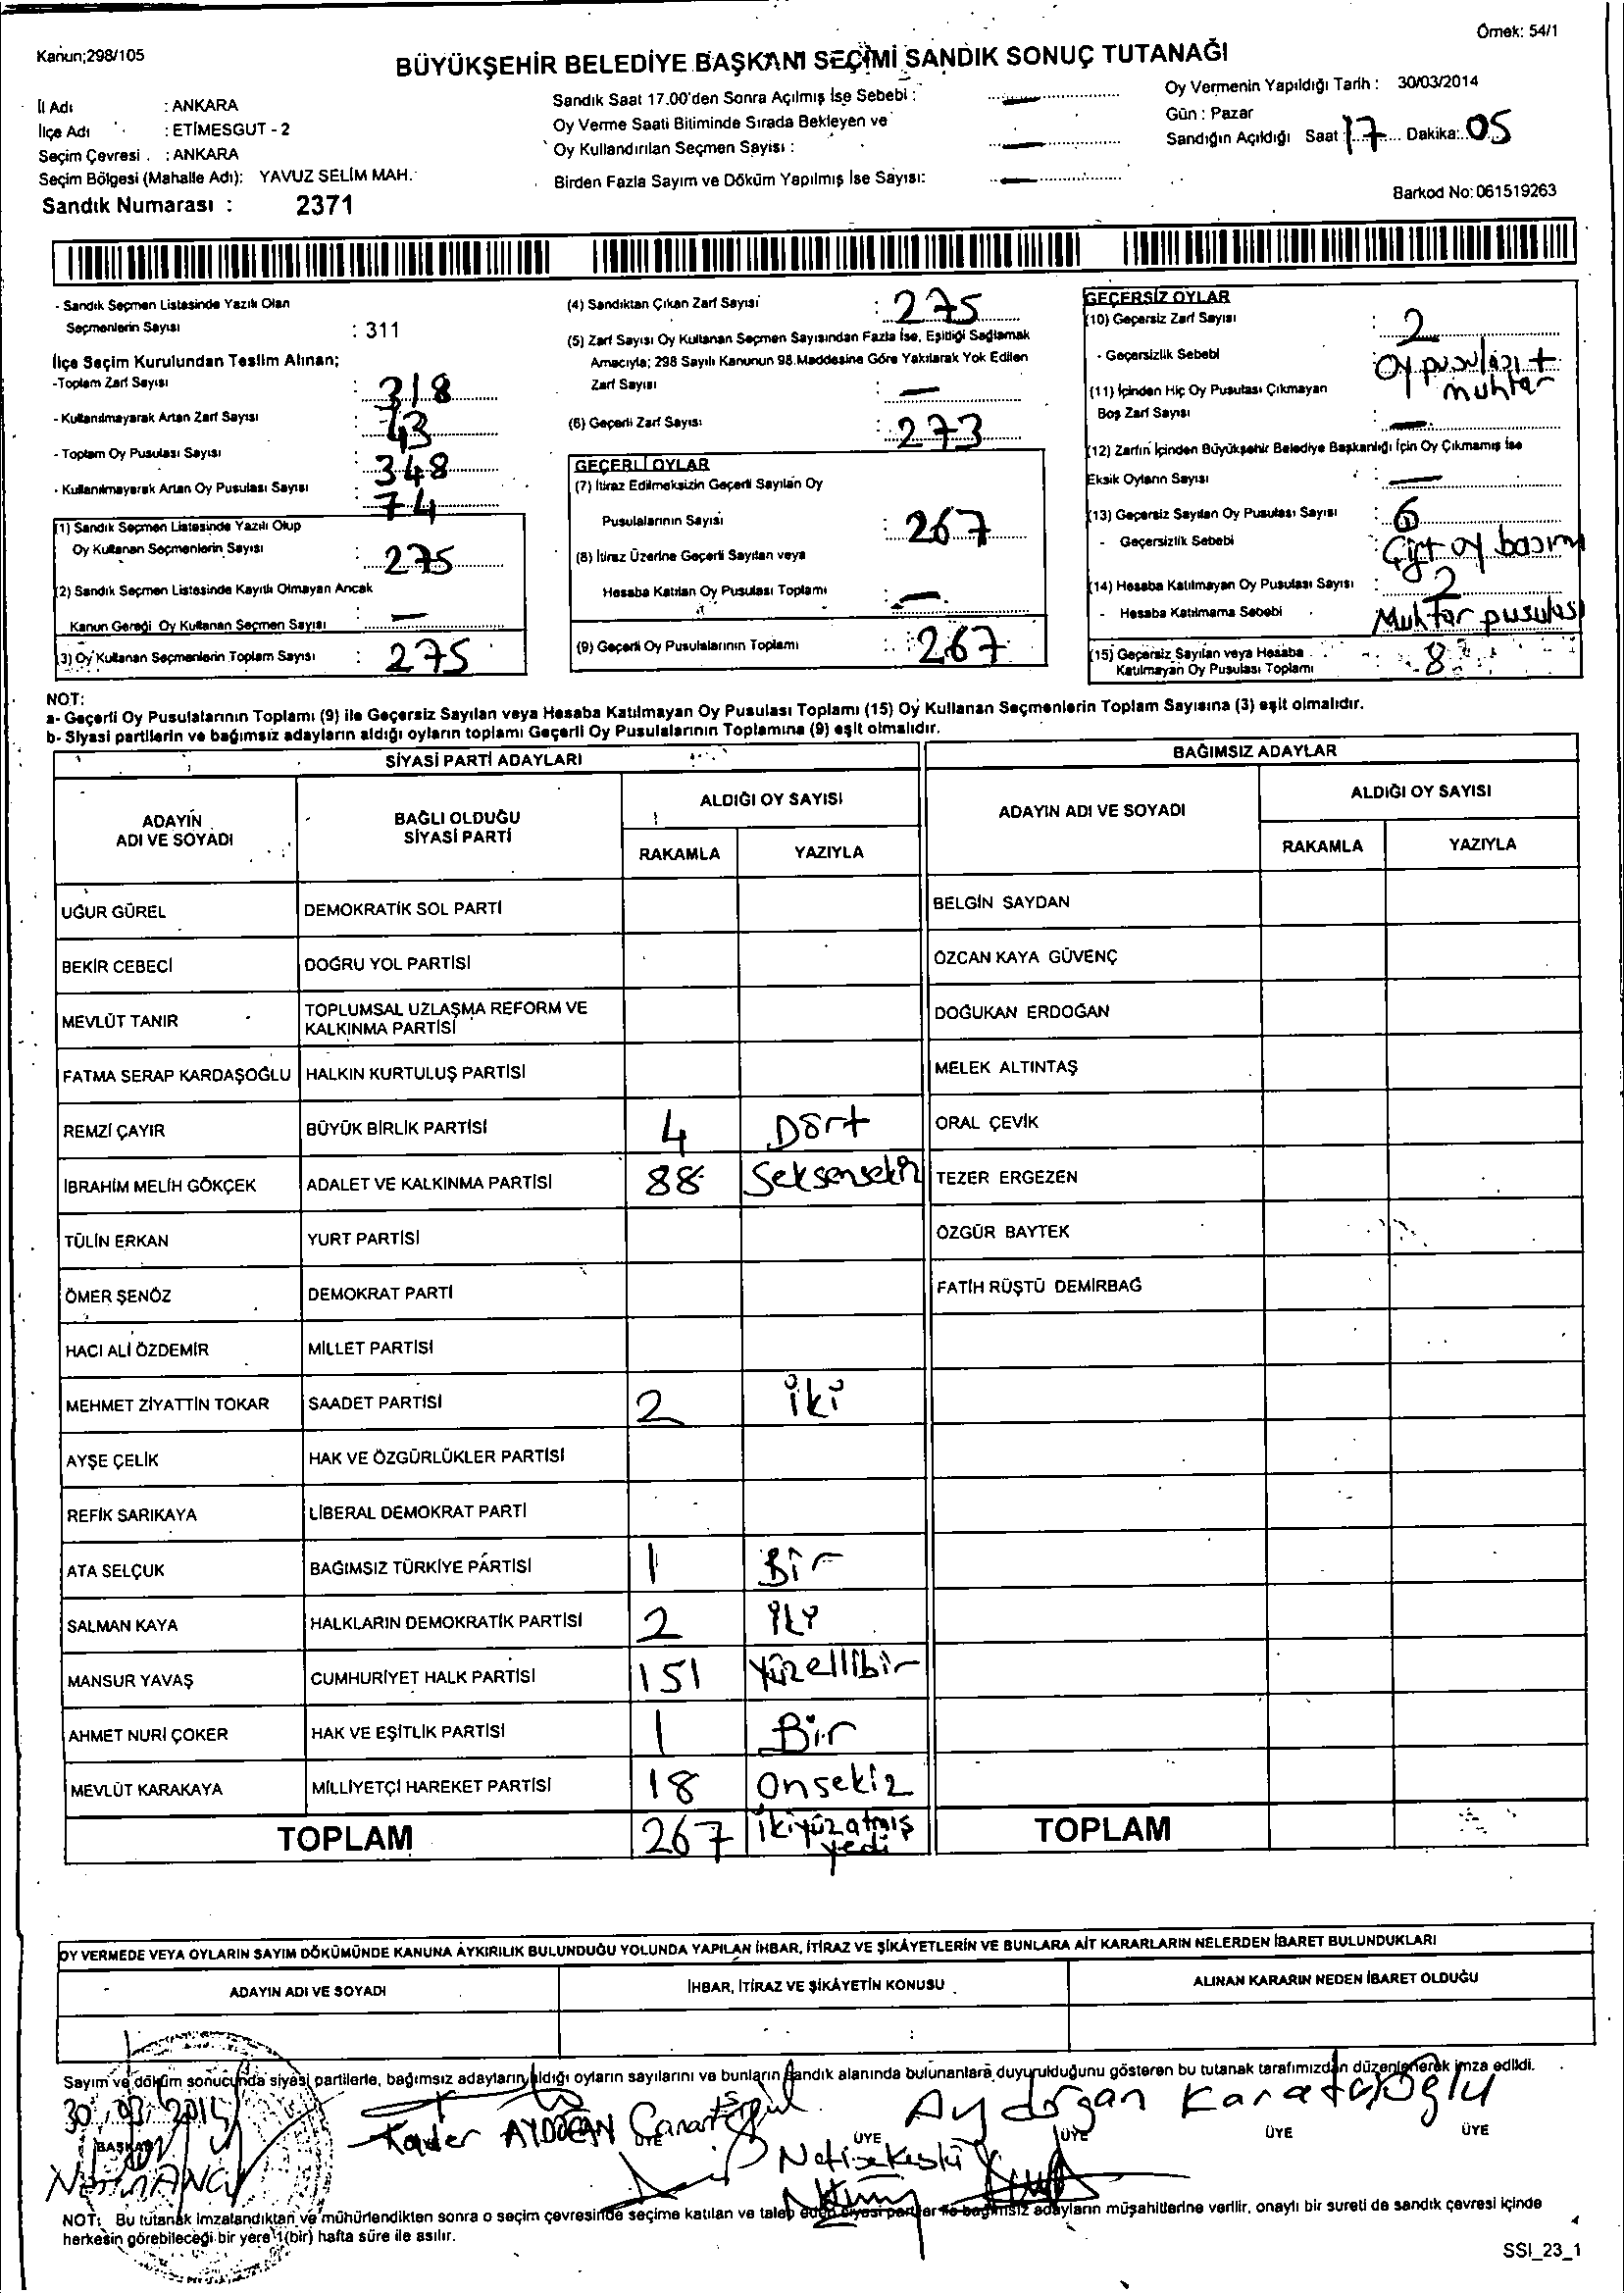 Örnek: 54/1
Kanun;298/105
BÜYÜKŞEHİR BELEDİYE BAŞKANI SEÇİMİ SANDIK SONUÇ TUTANAĞI
İl Adı : ANKARA
İlçe Adı : ETİMESGUT - 2
Seçim Çevresi : ANKARA
Seçim Bölgesi (Mahalle Adı): YAVUZ SELİM MAH.
Sandık Numarası : 2371
Sandık Saat 17.00'den Sonra Açılmış İse Sebebi :
Oy Verme Saati Bitiminde Sırada Bekleyen ve
Oy Kullandırılan Seçmen Sayısı :
Birden Fazla Sayım ve Döküm Yapılmış İse Sayısı:
Oy Vermenin Yapıldığı Tarih : 30/03/2014
Gün : Pazar
Sandığın Açıldığı Saat 17 Dakika: 05
Barkod No: 061519263
- Sandık Seçmen Listesinde Yazılı Olan
Seçmenlerin Sayısı : 311
İlçe Seçim Kurulundan Teslim Alınan;
-Toplam Zarf Sayısı : 318
- Kullanılmayarak Artan Zarf Sayısı : 43
- Toplam Oy Pusulası Sayısı : 348
- Kullanılmayarak Artan Oy Pusulası Sayısı : 74
(1) Sandık Seçmen Listesinde Yazılı Olup
Oy Kullanan Seçmenlerin Sayısı : 275
(2) Sandık Seçmen Listesinde Kayıtlı Olmayan Ancak
Kanun Gereği Oy Kullanan Seçmen Sayısı : —
(3) Oy Kullanan Seçmenlerin Toplam Sayısı : 275
(4) Sandıktan Çıkan Zarf Sayısı : 275
(5) Zarf Sayısı Oy Kullanan Seçmen Sayısından Fazla İse, Eşitliği Sağlamak
Amacıyla; 298 Sayılı Kanunun 98.Maddesine Göre Yakılarak Yok Edilen
Zarf Sayısı : —
(6) Geçerli Zarf Sayısı : 273
GEÇERLİ OYLAR
(7) İtiraz Edilmeksizin Geçerli Sayılan Oy
Pusulalarının Sayısı : 267
(8) İtiraz Üzerine Geçerli Sayılan veya
Hesaba Katılan Oy Pusulası Toplamı : —
(9) Geçerli Oy Pusulalarının Toplamı : 267
GEÇERSİZ OYLAR
(10) Geçersiz Zarf Sayısı : 2
- Geçersizlik Sebebi : Oy pusulası +
muhtar
(11) İçinden Hiç Oy Pusulası Çıkmayan
Boş Zarf Sayısı : —
(12) Zarfın İçinden Büyükşehir Belediye Başkanlığı İçin Oy Çıkmamış İse
Eksik Oyların Sayısı : —
(13) Geçersiz Sayılan Oy Pusulası Sayısı : 6
- Geçersizlik Sebebi : Çift oy basımı
(14) Hesaba Katılmayan Oy Pusulası Sayısı : 2
- Hesaba Katılmama Sebebi : Muhtar pusulası
(15) Geçersiz Sayılan veya Hesaba
Katılmayan Oy Pusulası Toplamı 8
NOT:
a- Geçerli Oy Pusulalarının Toplamı (9) ile Geçersiz Sayılan veya Hesaba Katılmayan Oy Pusulası Toplamı (15) Oy Kullanan Seçmenlerin Toplam Sayısına (3) eşit olmalıdır.
b- Siyasi partilerin ve bağımsız adayların aldığı oyların toplamı Geçerli Oy Pusulalarının Toplamına (9) eşit olmalıdır.
SİYASİ PARTİ ADAYLARI
ADAYIN ADI VE SOYADI
BAĞLI OLDUĞU SİYASİ PARTİ
ALDIĞI OY SAYISI
RAKAMLA YAZIYLA
UĞUR GÜREL DEMOKRATİK SOL PARTİ
BEKİR CEBECİ DOĞRU YOL PARTİSİ
MEVLÜT TANIR TOPLUMSAL UZLAŞMA REFORM VE
KALKINMA PARTİSİ
FATMA SERAP KARDAŞOĞLU HALKIN KURTULUŞ PARTİSİ
REMZİ ÇAYIR BÜYÜK BİRLİK PARTİSİ 4 Dört
İBRAHİM MELİH GÖKÇEK ADALET VE KALKINMA PARTİSİ 88 Seksensekiz
TÜLİN ERKAN YURT PARTİSİ
ÖMER ŞENÖZ DEMOKRAT PARTİ
HACI ALİ ÖZDEMİR MİLLET PARTİSİ
MEHMET ZİYATTİN TOKAR SAADET PARTİSİ 2 iki
AYŞE ÇELİK HAK VE ÖZGÜRLÜKLER PARTİSİ
REFİK SARIKAYA LİBERAL DEMOKRAT PARTİ
ATA SELÇUK BAĞIMSIZ TÜRKİYE PARTİSİ 1 Bir
SALMAN KAYA HALKLARIN DEMOKRATİK PARTİSİ 2 iki
MANSUR YAVAŞ CUMHURİYET HALK PARTİSİ 151 Yüzellibir
AHMET NURİ ÇOKER HAK VE EŞİTLİK PARTİSİ 1 Bir
MEVLÜT KARAKAYA MİLLİYETÇİ HAREKET PARTİSİ 18 Onsekiz
TOPLAM 267 İkiyüzatmış
yedi
BAĞIMSIZ ADAYLAR
ADAYIN ADI VE SOYADI
ALDIĞI OY SAYISI
RAKAMLA YAZIYLA
BELGİN SAYDAN
ÖZCAN KAYA GÜVENÇ
DOĞUKAN ERDOĞAN
MELEK ALTINTAŞ
ORAL ÇEVİK
TEZER ERGEZEN
ÖZGÜR BAYTEK
FATİH RÜŞTÜ DEMİRBAĞ
TOPLAM
OY VERMEDE VEYA OYLARIN SAYIM DÖKÜMÜNDE KANUNA AYKIRILIK BULUNDUĞU YOLUNDA YAPILAN İHBAR, İTİRAZ VE ŞİKÂYETLERİN VE BUNLARA AİT KARARLARIN NELERDEN İBARET BULUNDUKLARI
ADAYIN ADI VE SOYADI İHBAR, İTİRAZ VE ŞİKÂYETİN KONUSU ALINAN KARARIN NEDEN İBARET OLDUĞU
Sayım ve döküm sonucunda siyasi partilerle, bağımsız adayların aldığı oyların sayılarını ve bunların sandık alanında bulunanlara duyurulduğunu gösteren bu tutanak tarafımızdan düzenlenerek imza edildi.
30/03/2014
BAŞKAN
Kader AYDOĞAN
ÜYE ÜYE ÜYE ÜYE ÜYE
Aydoğan
NOT: Bu tutanak imzalandıktan ve mühürlendikten sonra o seçim çevresinde seçime katılan ve talep eden siyasi partiler ile bağımsız adayların müşahitlerine verilir, onaylı bir sureti de sandık çevresi içinde
herkesin görebileceği bir yere 1(bir) hafta süre ile asılır.
SSI_23_1